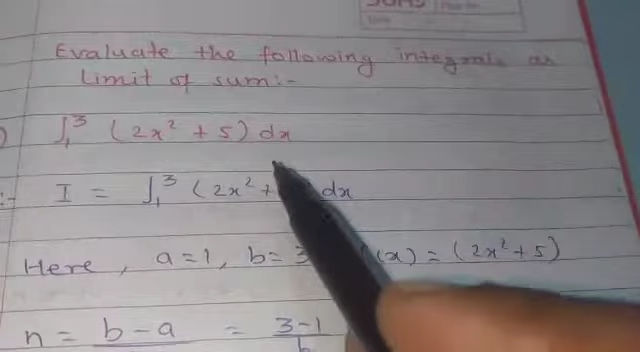 Evaluate the following integrals as
limit of sum:-
∫₁³ (2x² + 5) dx
I = ∫₁³ (2x² + dx
Here, a = 1, b = 3 (x) = (2x² + 5)
n = b - a = 3 - 1